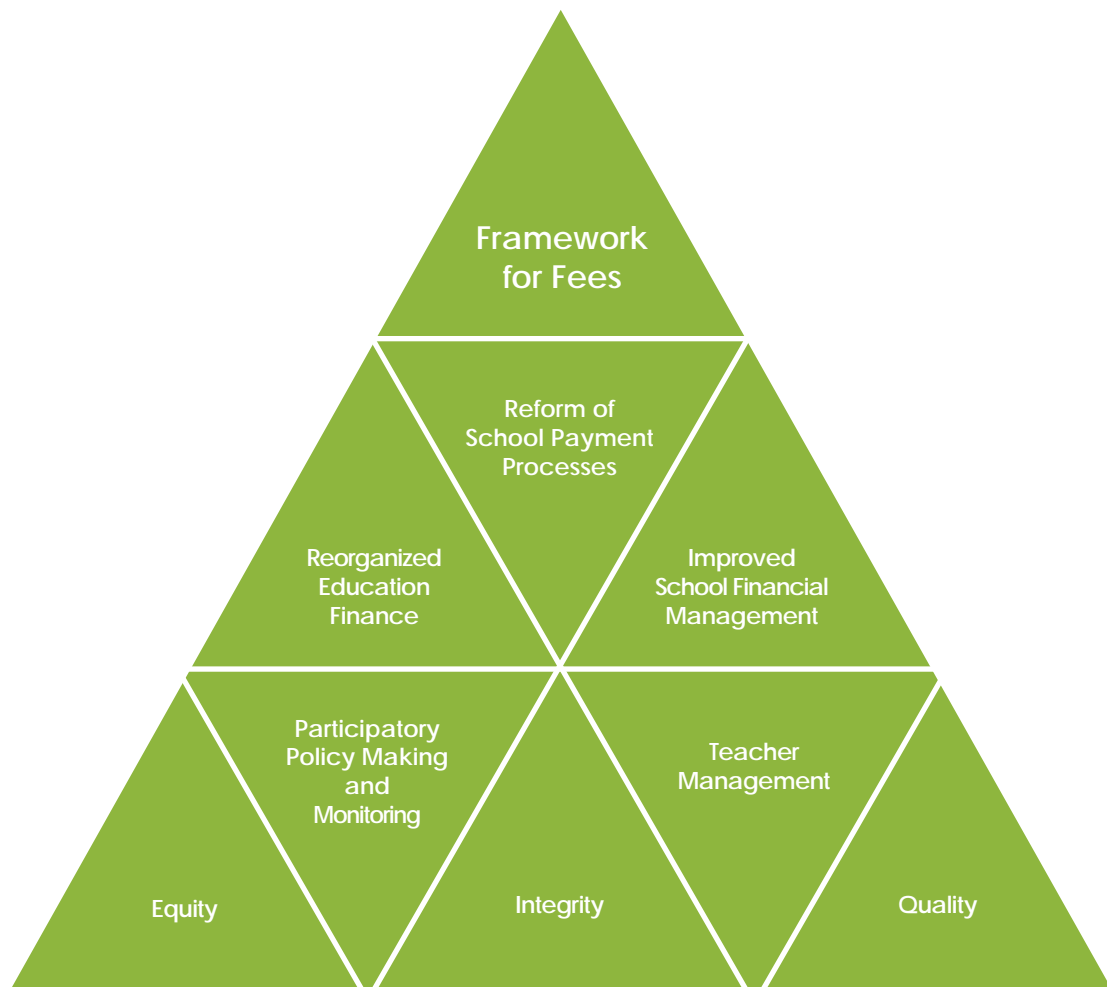 Framework
for Fees
Reform of
School Payment
Processes
Reorganized
Education
Finance
Improved
School Financial
Management
Participatory
Policy Making
and
Monitoring
Teacher
Management
Equity
Integrity
Quality